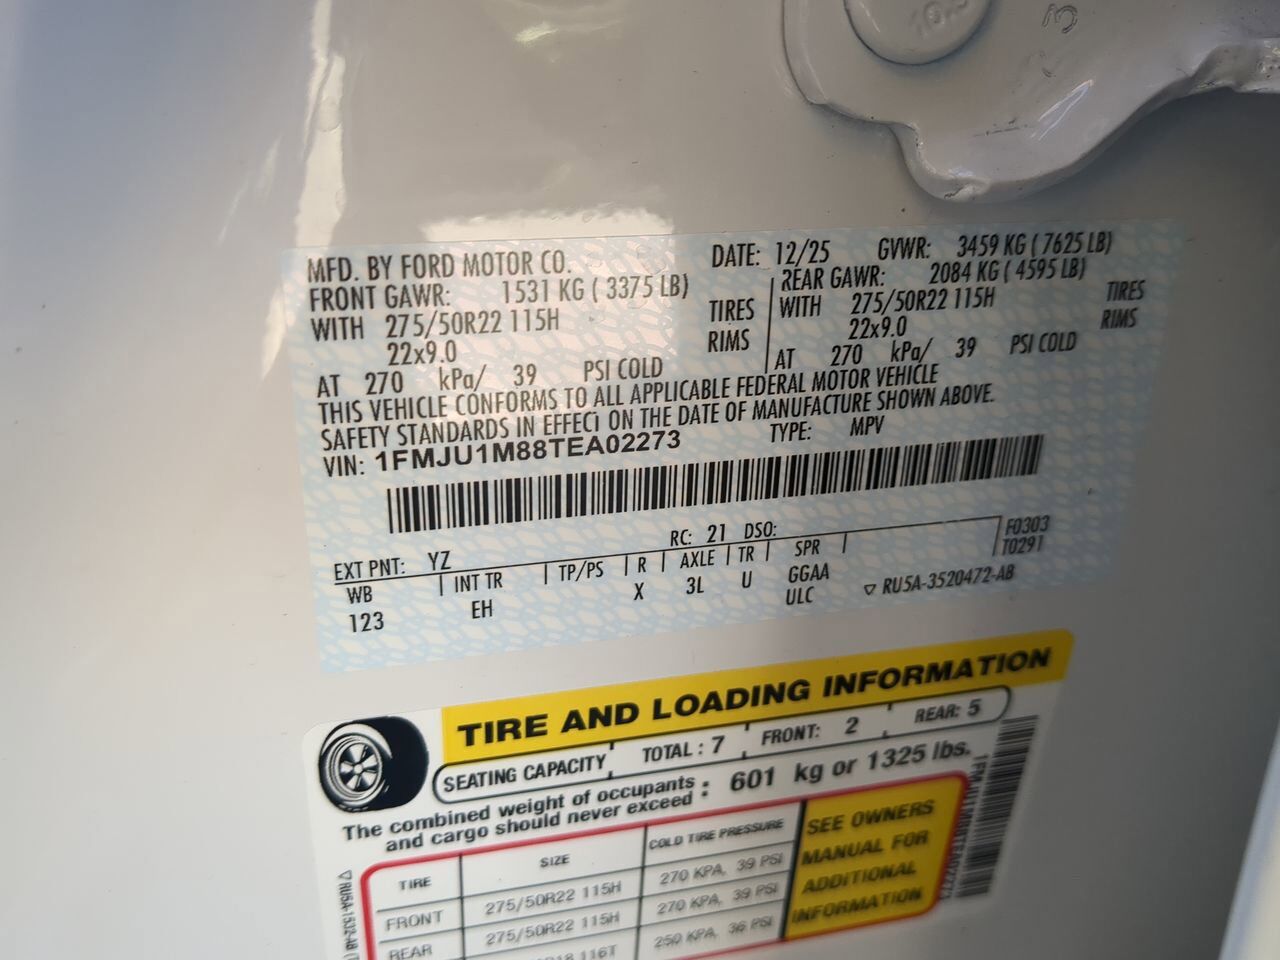 MFD. BY FORD MOTOR CO.
DATE: 12/25 GVWR: 3459 KG ( 7625 LB)
FRONT GAWR: 1531 KG ( 3375 LB)
REAR GAWR: 2084 KG ( 4595 LB)
WITH 275/50R22 115H TIRES
WITH 275/50R22 115H TIRES
22x9.0 RIMS
22x9.0 RIMS
AT 270 kPa/ 39 PSI COLD
AT 270 kPa/ 39 PSI COLD
THIS VEHICLE CONFORMS TO ALL APPLICABLE FEDERAL MOTOR VEHICLE
SAFETY STANDARDS IN EFFECT ON THE DATE OF MANUFACTURE SHOWN ABOVE.
VIN: 1FMJU1M88TEA02273 TYPE: MPV
EXT PNT: YZ RC: 21 DSO: F0303
WB INT TR TP/PS R AXLE TR SPR T0291
123 EH X 3L U GGAA
ULC ▽ RU5A-3520472-AB
TIRE AND LOADING INFORMATION
SEATING CAPACITY TOTAL : 7 FRONT: 2 REAR: 5
The combined weight of occupants
and cargo should never exceed : 601 kg or 1325 lbs.
TIRE SIZE COLD TIRE PRESSURE
FRONT 275/50R22 115H 270 KPA, 39 PSI
REAR 275/50R22 115H 270 KPA, 39 PSI
116T 250 KPA, 36 PSI
SEE OWNERS
MANUAL FOR
ADDITIONAL
INFORMATION